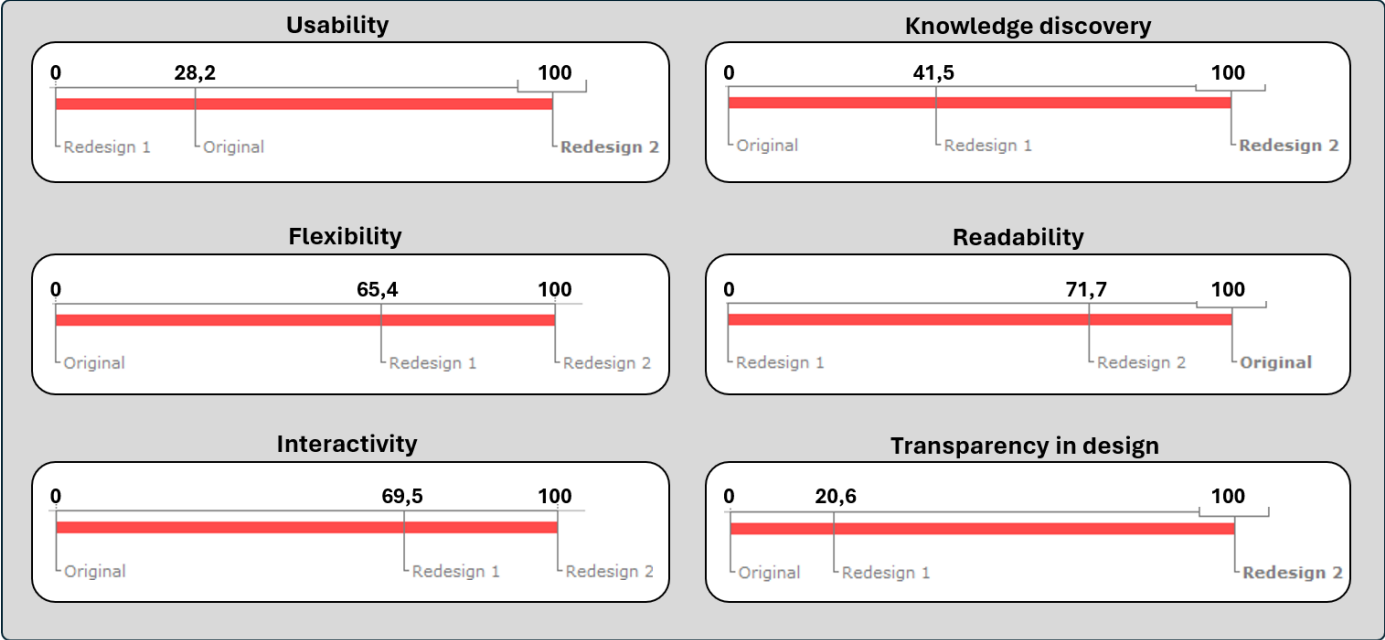 Usability
0 28,2 100
Redesign 1 Original Redesign 2
Knowledge discovery
0 41,5 100
Original Redesign 1 Redesign 2
Flexibility
0 65,4 100
Original Redesign 1 Redesign 2
Readability
0 71,7 100
Redesign 1 Redesign 2 Original
Interactivity
0 69,5 100
Original Redesign 1 Redesign 2
Transparency in design
0 20,6 100
Original Redesign 1 Redesign 2